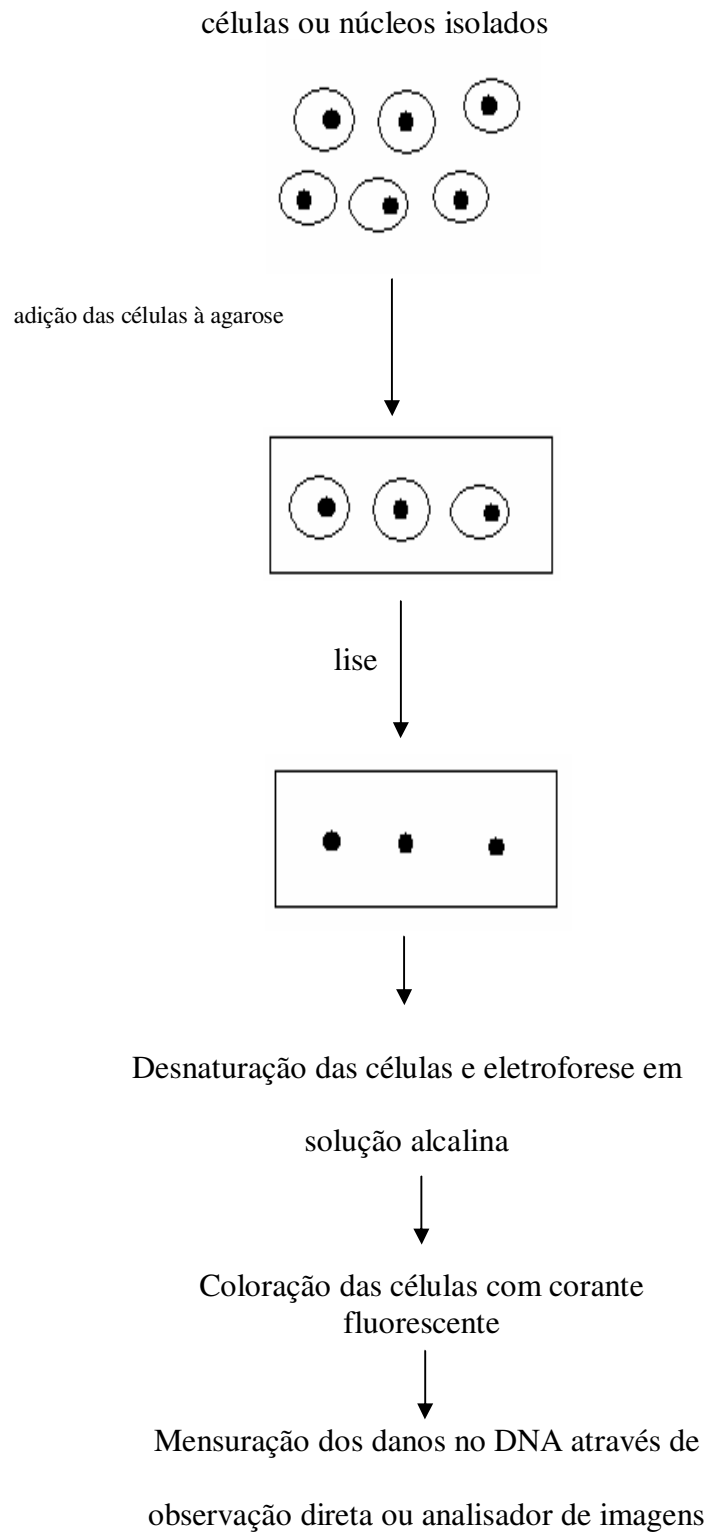 células ou núcleos isolados
adição das células à agarose
lise
Desnaturação das células e eletroforese em
solução alcalina
Coloração das células com corante
fluorescente
Mensuração dos danos no DNA através de
observação direta ou analisador de imagens